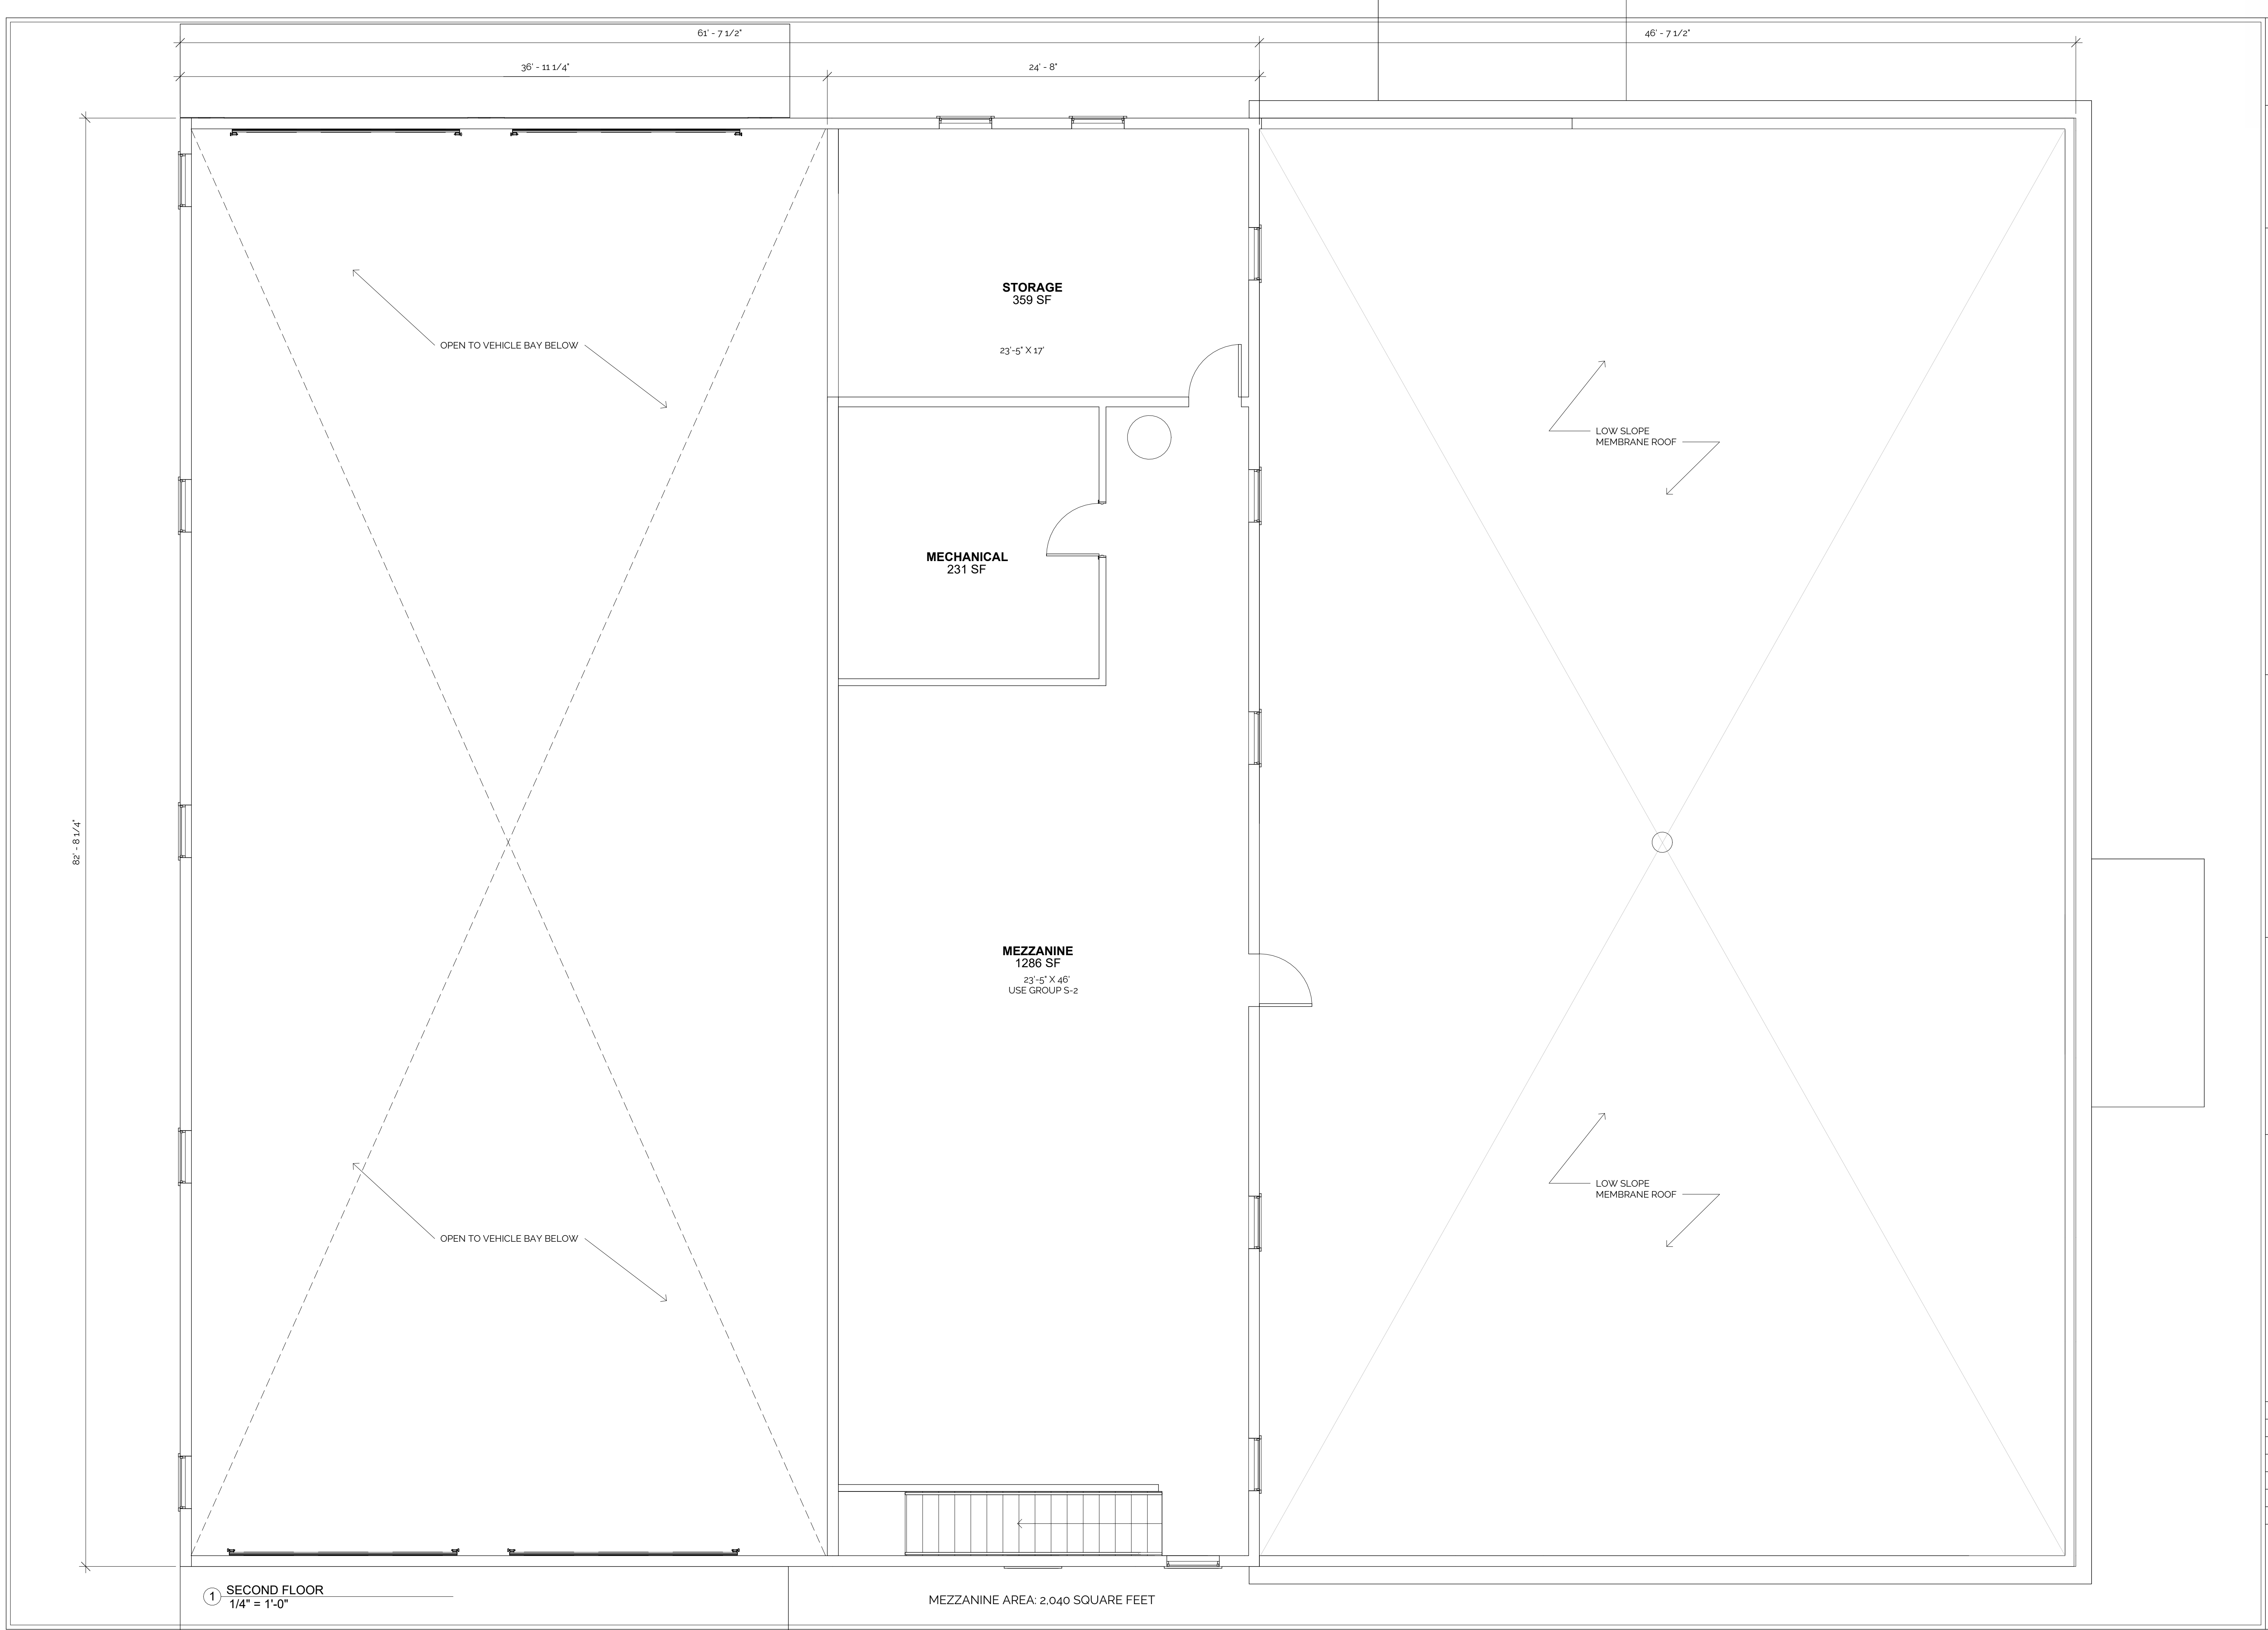 61' - 7 1/2"
46' - 7 1/2"
36' - 11 1/4"
24' - 8"
STORAGE
359 SF
23'-5" X 17'
OPEN TO VEHICLE BAY BELOW
LOW SLOPE
MEMBRANE ROOF
MECHANICAL
231 SF
82' - 8 1/4"
MEZZANINE
1286 SF
23'-5" X 46'
USE GROUP S-2
LOW SLOPE
MEMBRANE ROOF
OPEN TO VEHICLE BAY BELOW
1 SECOND FLOOR
1/4" = 1'-0"
MEZZANINE AREA: 2,040 SQUARE FEET